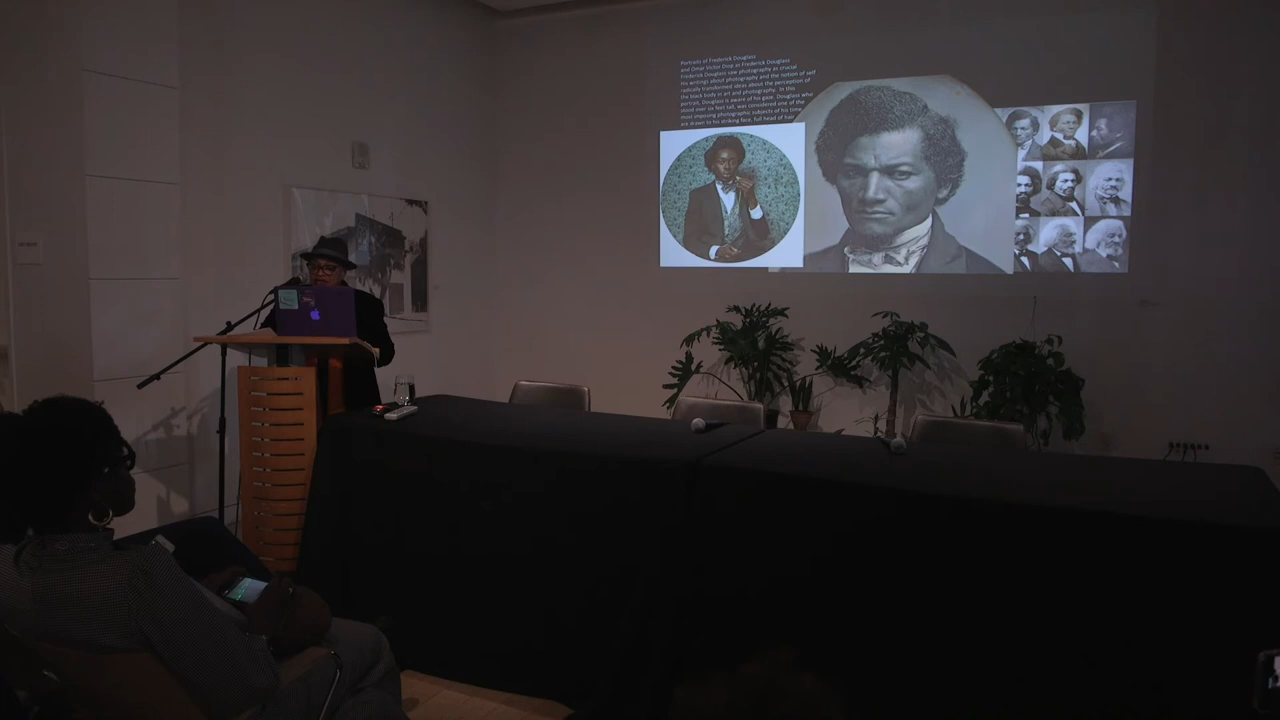 Portraits of Frederick Douglass
and Omar Victor Diop as Frederick Douglass
Frederick Douglass saw photography as crucial
His writings about photography and the notion of self
radically transformed ideas about the perception of
the black body in art and photography. In this
portrait, Douglass is aware of his gaze. Douglass who
stood over six feet tall, was considered one of the
most imposing photographic subjects of his time
are drawn to his striking face, full head of hair